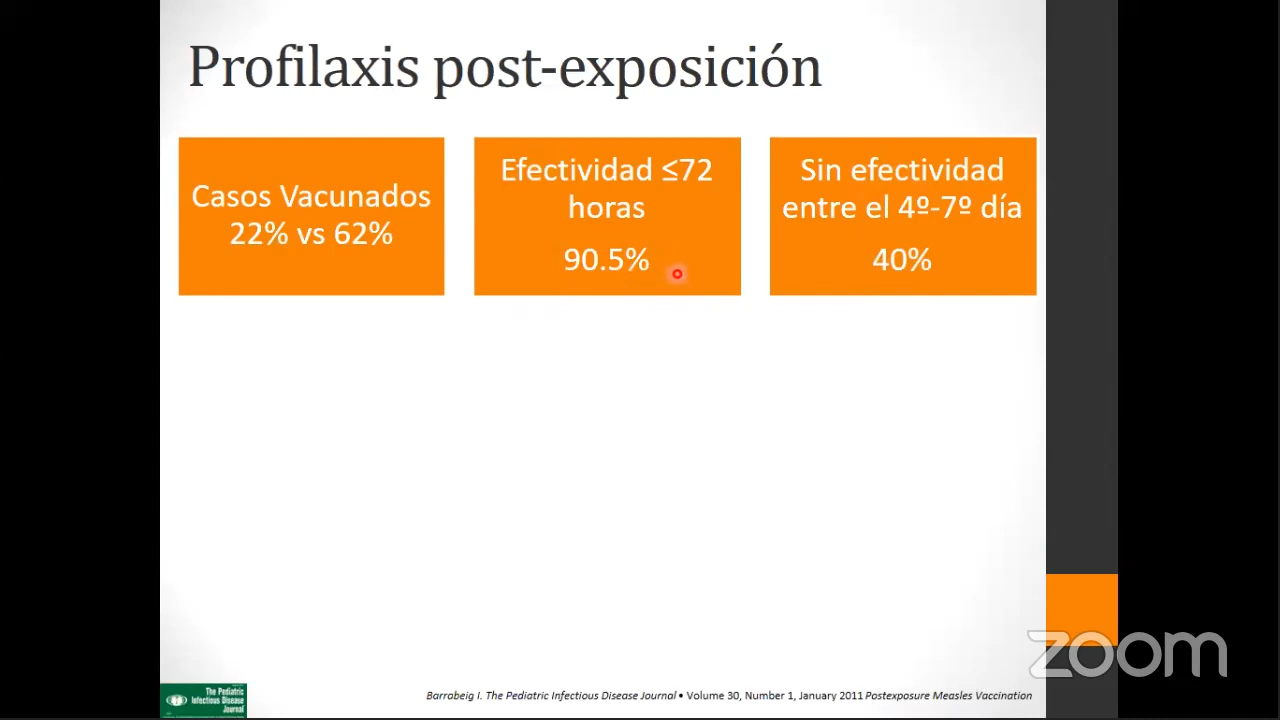 Profilaxis post-exposición
Casos Vacunados
22% vs 62%
Efectividad ≤72
horas
90.5%
Sin efectividad
entre el 4º-7º día
40%
The Pediatric
Infectious Disease
Journal
Barrabeig I. The Pediatric Infectious Disease Journal • Volume 30, Number 1, January 2011 Postexposure Measles Vaccination
zoom